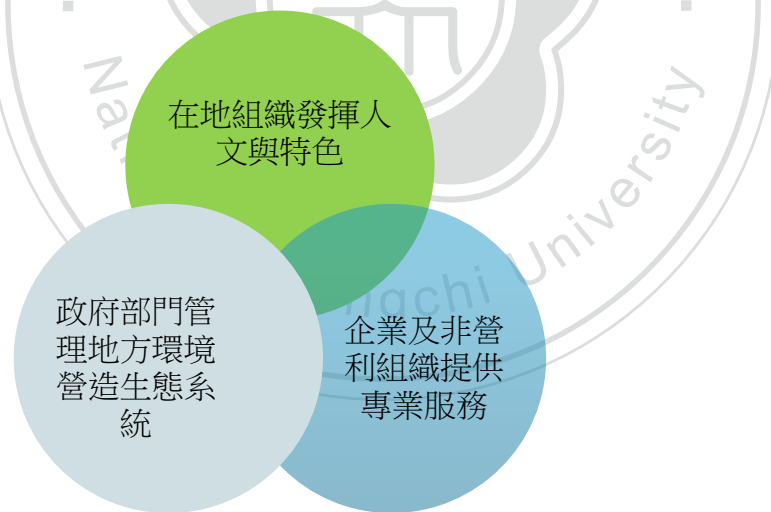 在地組織發揮人
文與特色
政府部門管
理地方環境
營造生態系
統
企業及非營
利組織提供
專業服務
University